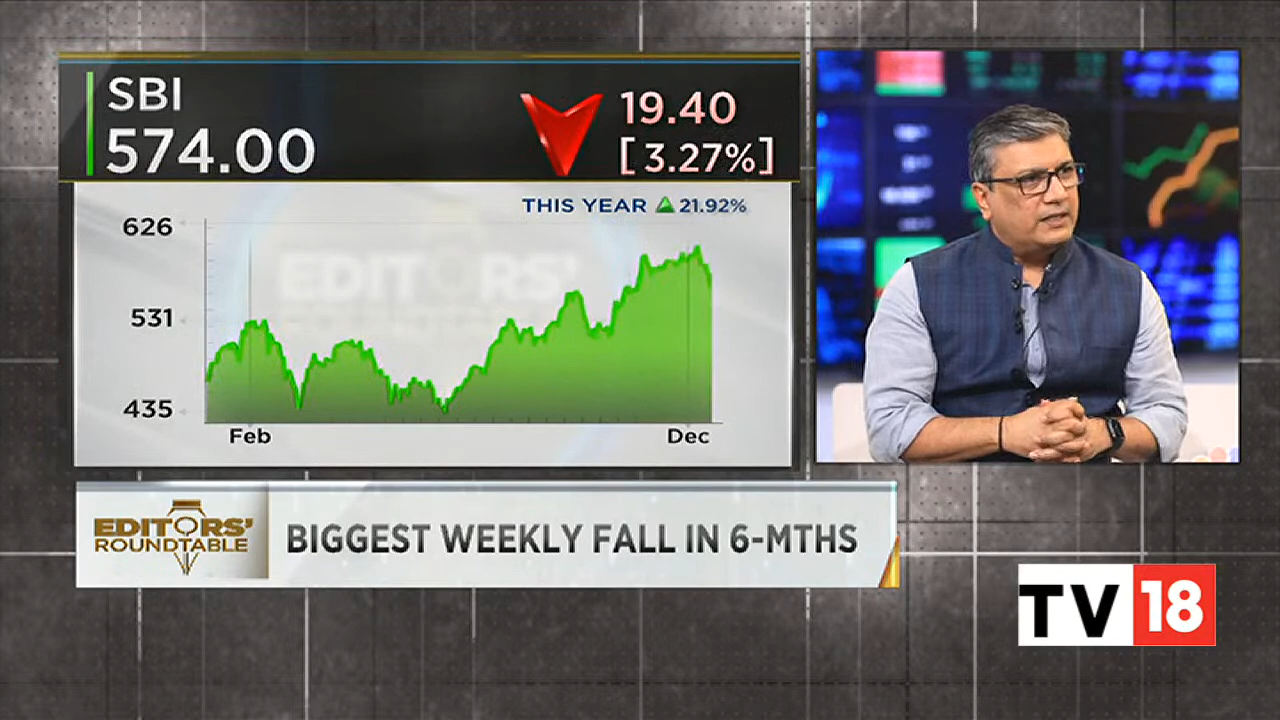 SBI
574.00
19.40
[3.27%]
THIS YEAR 21.92%
626
531
435
EDITORS'
Feb
Dec
EDITORS'
ROUNDTABLE
BIGGEST WEEKLY FALL IN 6-MTHS
TV18